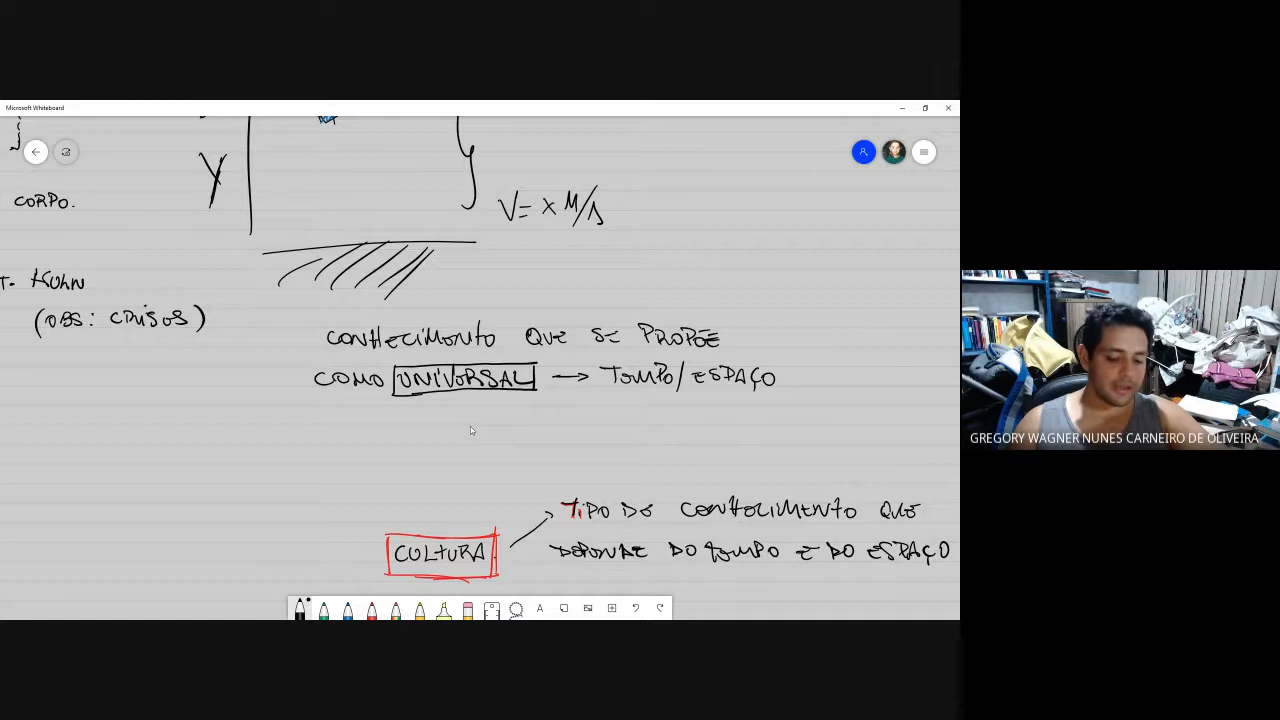 Microsoft Whiteboard
Y
CORPO.
V= x M/s
T. KUHN
(OBS: CRISES)
CONHECIMENTO QUE SE PROPÕE
COMO UNIVERSAL → TEMPO/ESPAÇO
GREGORY WAGNER NUNES CARNEIRO DE OLIVEIRA
TIPO DE CONHECIMENTO QUE
CULTURA
DEPENDE DO TEMPO E DO ESPAÇO
A